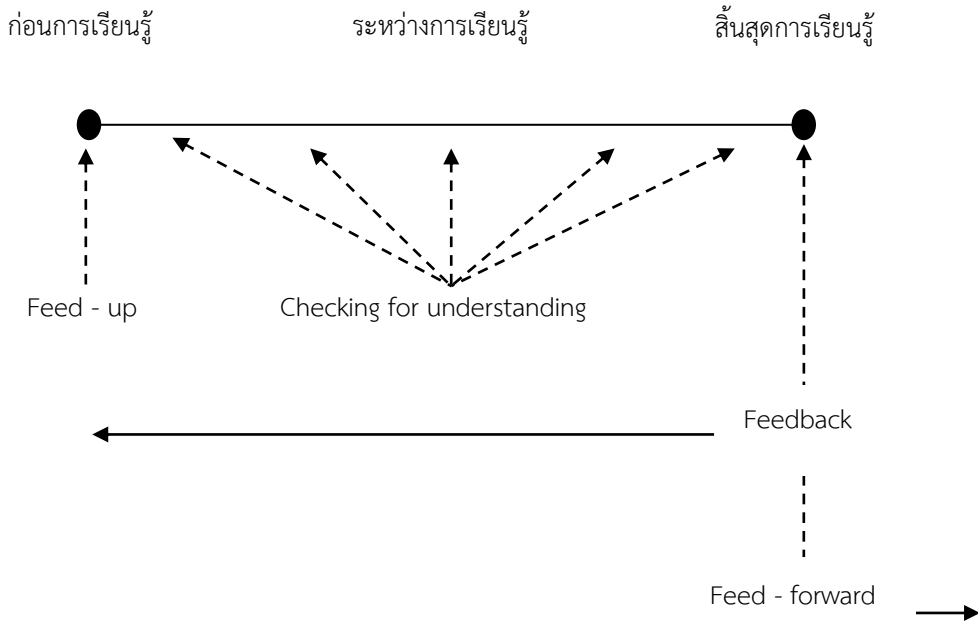 ก่อนการเรียนรู้ ระหว่างการเรียนรู้ สิ้นสุดการเรียนรู้
Feed - up Checking for understanding
Feedback
Feed - forward